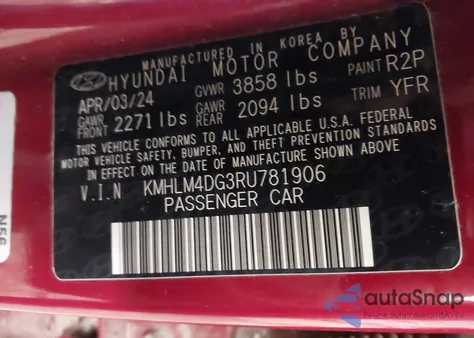 MANUFACTURED IN KOREA BY
HYUNDAI MOTOR COMPANY
APR/03/24 GVWR 3858 lbs PAINT R2P
GAWR FRONT 2271 lbs GAWR REAR 2094 lbs TRIM YFR
THIS VEHICLE CONFORMS TO ALL APPLICABLE U.S.A. FEDERAL
MOTOR VEHICLE SAFETY, BUMPER, AND THEFT PREVENTION STANDARDS
IN EFFECT ON THE DATE OF MANUFACTURE SHOWN ABOVE.
V.I.N KMHLM4DG3RU781906
PASSENGER CAR
N56
autoSnap